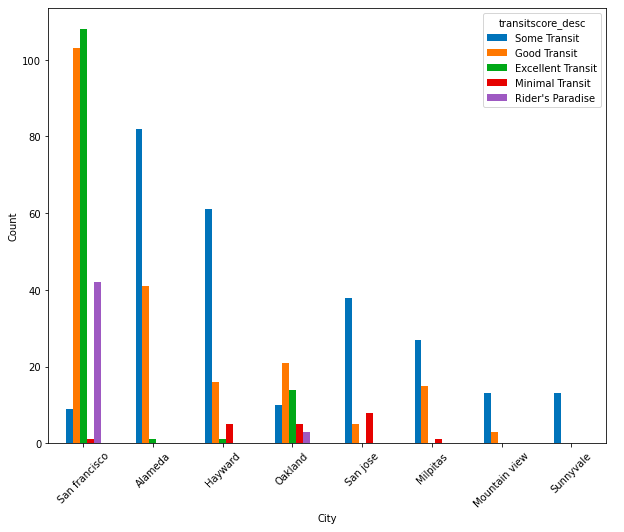 transitscore_desc
Some Transit
Good Transit
Excellent Transit
Minimal Transit
Rider's Paradise
100
80
60
40
20
0
Count
San francisco
Alameda
Hayward
Oakland
San jose
Milpitas
Mountain view
Sunnyvale
City